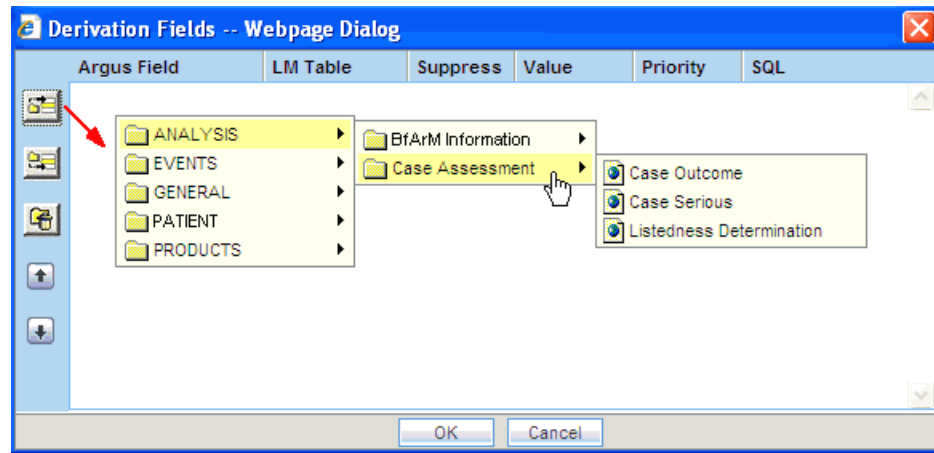 Derivation Fields -- Webpage Dialog
Argus Field LM Table Suppress Value Priority SQL
ANALYSIS
EVENTS
GENERAL
PATIENT
PRODUCTS
BfArM Information
Case Assessment
Case Outcome
Case Serious
Listedness Determination
OK Cancel